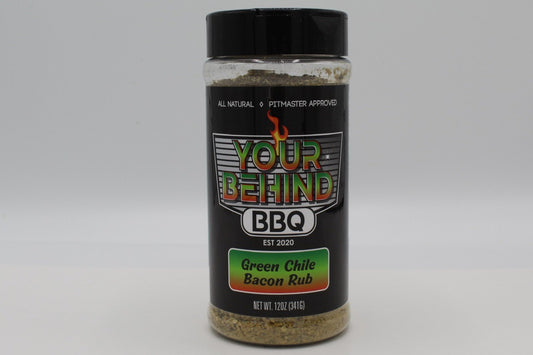 ALL NATURAL ◊ PITMASTER APPROVED
YOUR
BEHIND
BBQ
EST 2020
Green Chile
Bacon Rub
NET WT. 12OZ (341G)